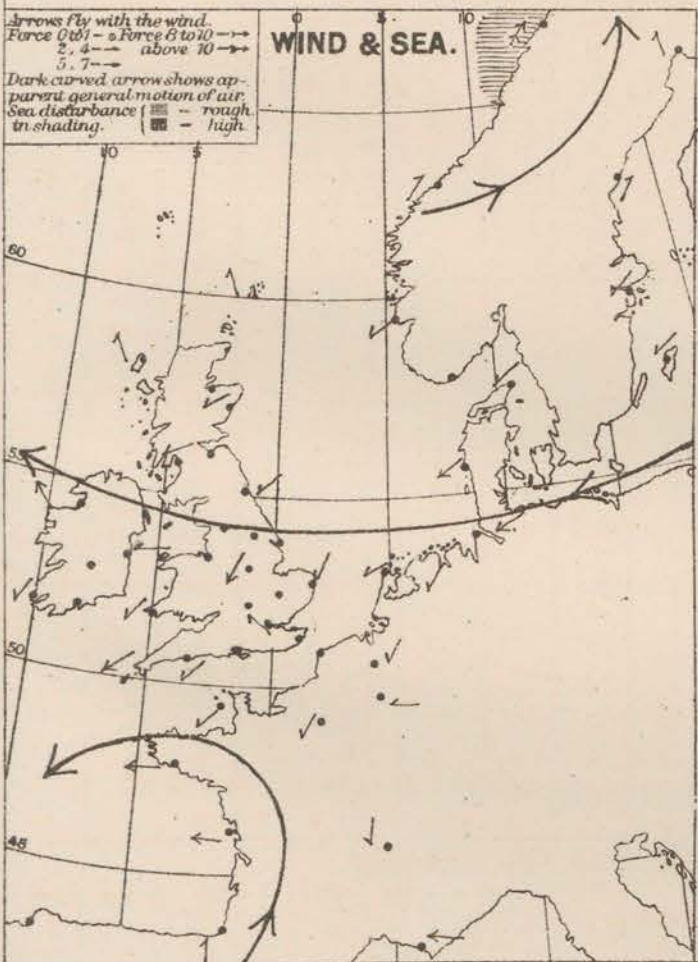 Arrows fly with the wind.
Force 0 to 1 - Force 8 to 10 -
2, 4 - above 10 -
5, 7 -
Dark curved arrow shows ap-
parent general motion of air.
Sea disturbance { - rough.
in shading. { - high
WIND & SEA.
0 5 10
10 5
60
55
50
45